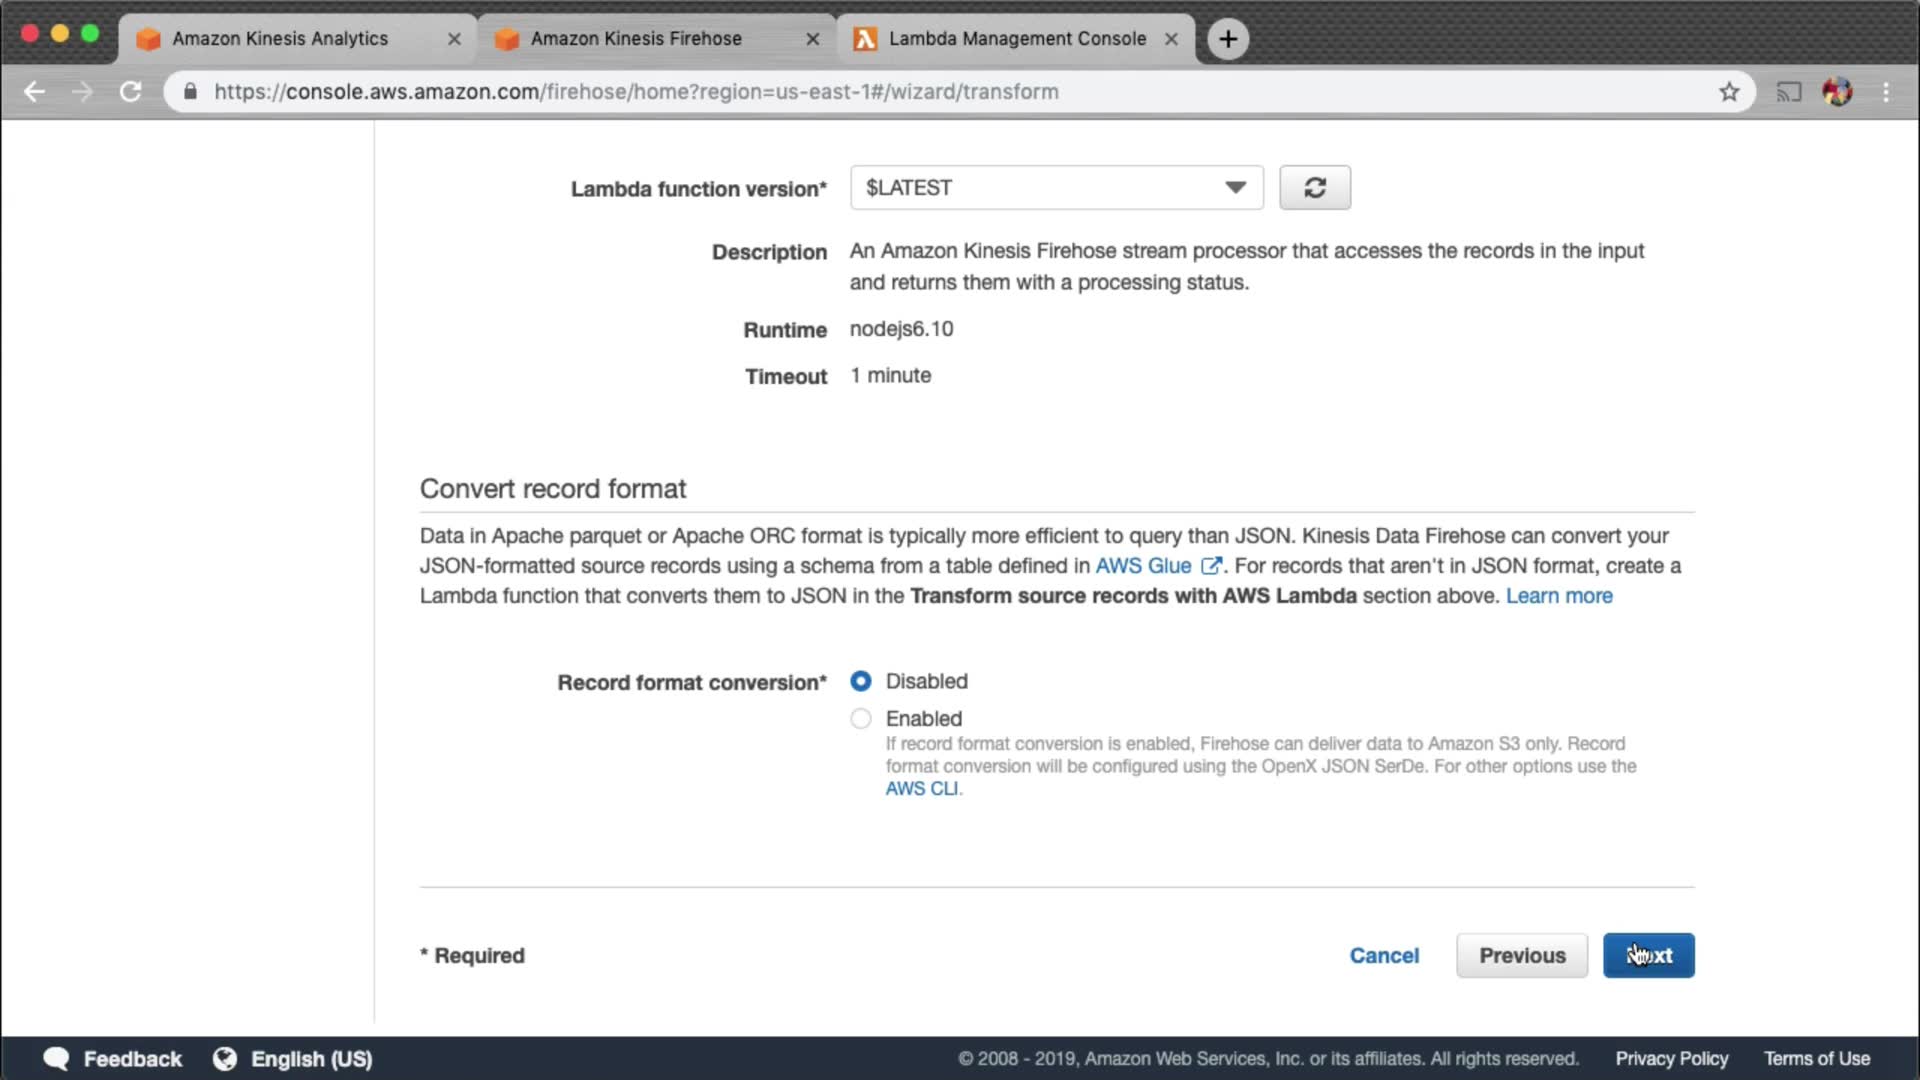 Amazon Kinesis Analytics
Amazon Kinesis Firehose
Lambda Management Console
https://console.aws.amazon.com/firehose/home?region=us-east-1#/wizard/transform
Lambda function version* $LATEST
Description An Amazon Kinesis Firehose stream processor that accesses the records in the input
and returns them with a processing status.
Runtime nodejs6.10
Timeout 1 minute
Convert record format
Data in Apache parquet or Apache ORC format is typically more efficient to query than JSON. Kinesis Data Firehose can convert your
JSON-formatted source records using a schema from a table defined in AWS Glue. For records that aren't in JSON format, create a
Lambda function that converts them to JSON in the Transform source records with AWS Lambda section above. Learn more
Record format conversion* Disabled
Enabled
If record format conversion is enabled, Firehose can deliver data to Amazon S3 only. Record
format conversion will be configured using the OpenX JSON SerDe. For other options use the
AWS CLI.
* Required Cancel Previous Next
Feedback English (US) © 2008 - 2019, Amazon Web Services, Inc. or its affiliates. All rights reserved. Privacy Policy Terms of Use